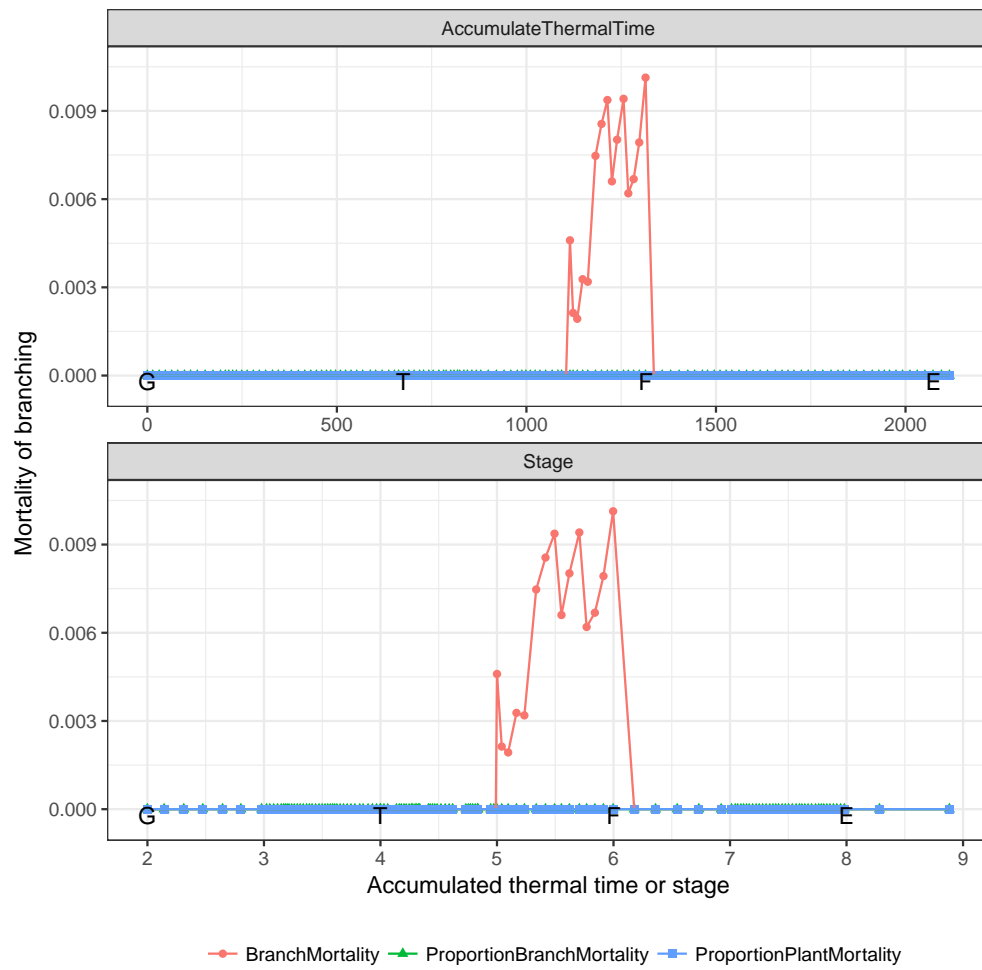 AccumulateThermalTime
0.009
0.006
0.003
0.000
G T F E
0 500 1000 1500 2000
Mortality of branching
Stage
0.009
0.006
0.003
0.000
G T F E
2 3 4 5 6 7 8 9
Accumulated thermal time or stage
BranchMortality ProportionBranchMortality ProportionPlantMortality